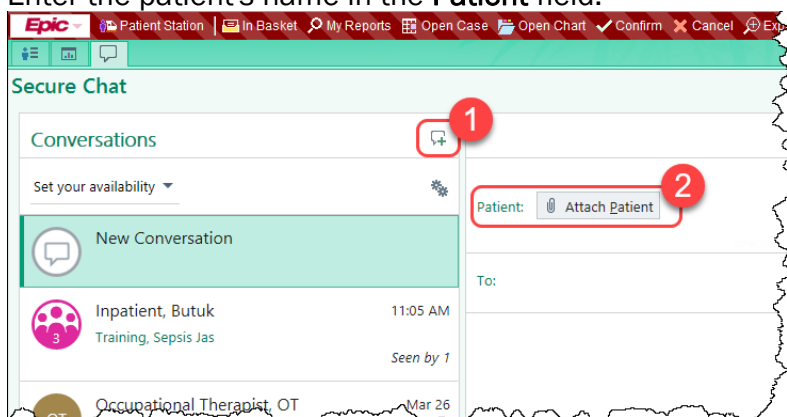 Enter the patient's name in the Patient field.
Epic Patient Station In Basket My Reports Open Case Open Chart Confirm Cancel
Secure Chat
1
Conversations
Set your availability
2
Patient: Attach Patient
New Conversation
To:
Inpatient, Butuk 11:05 AM
3 Training, Sepsis Jas
Seen by 1
Occupational Therapist, OT Mar 26
OT